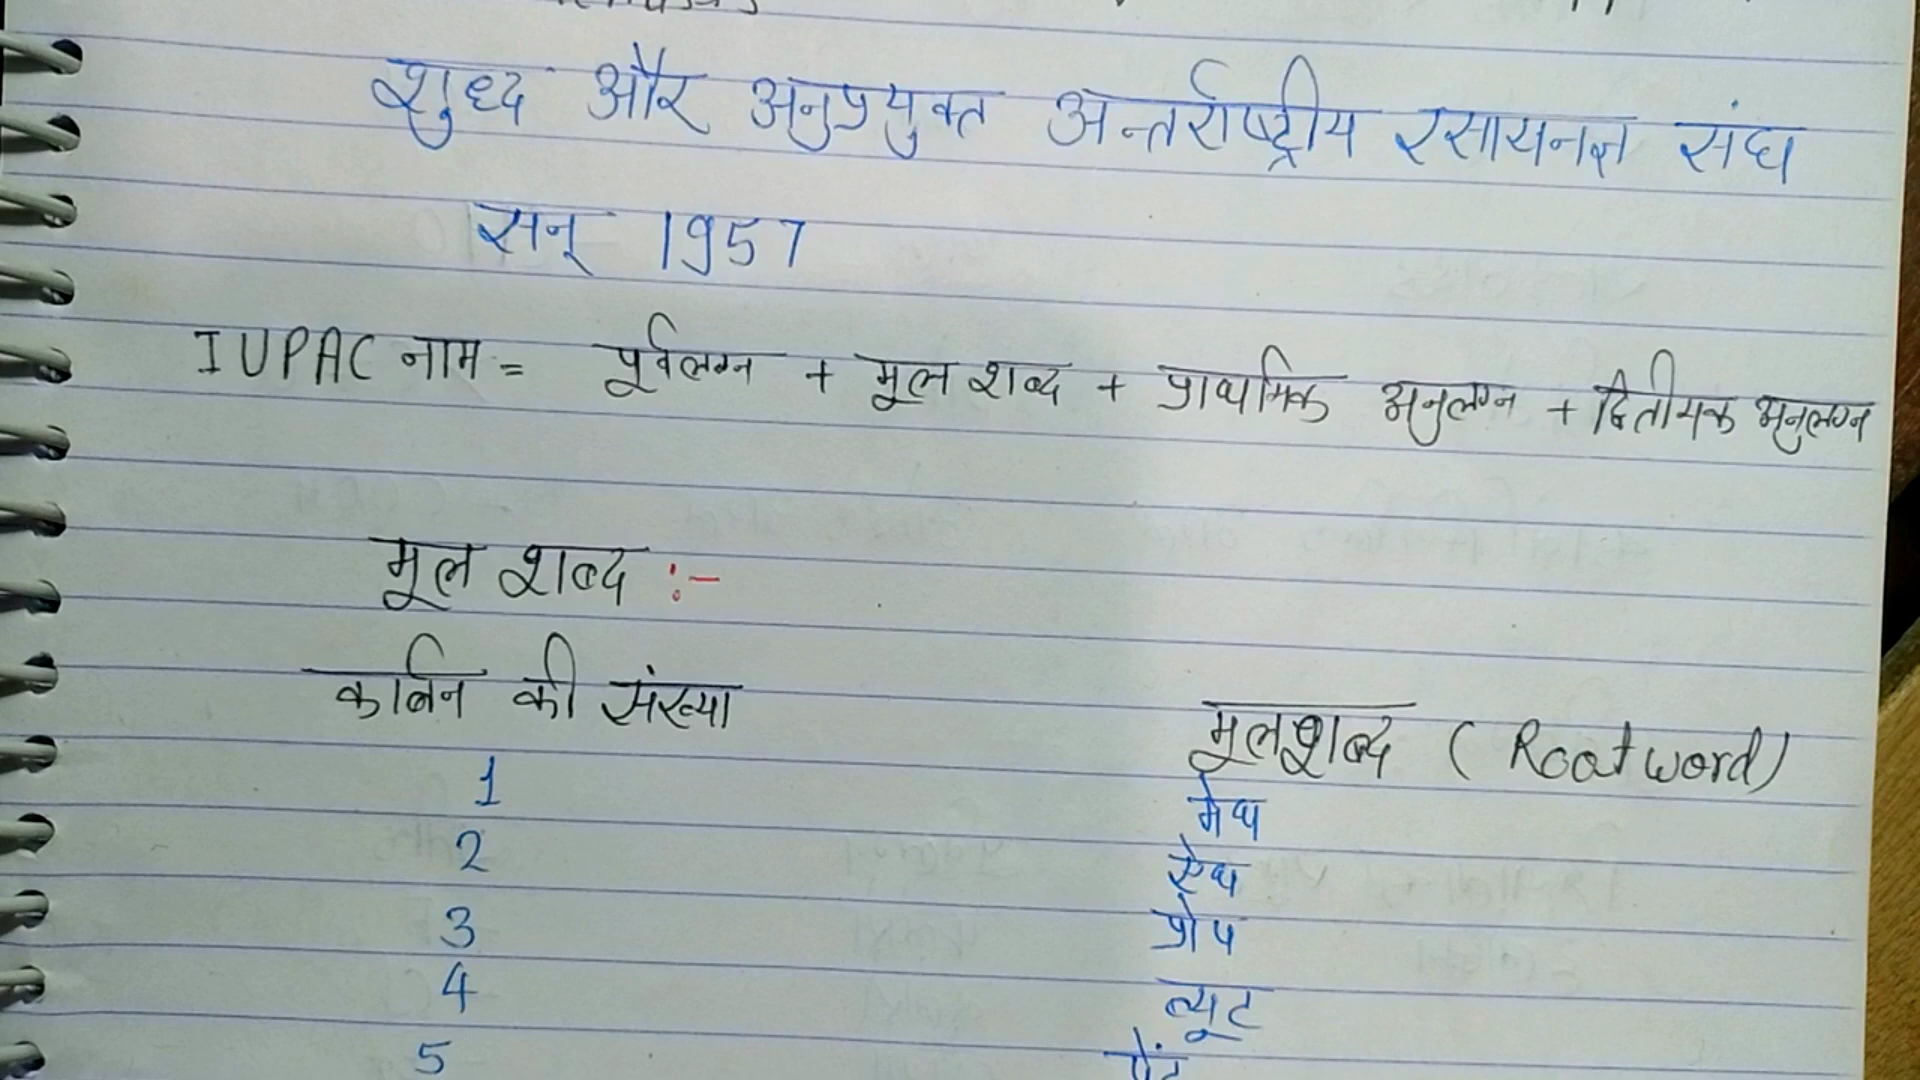 शुध्द और अनुप्रयुक्त अन्तर्राष्ट्रीय रसायनज्ञ संघ
सन् 1957
IUPAC नाम = पूर्वलग्न + मूल शब्द + प्राथमिक अनुलग्न + द्वितीयक अनुलग्न
मूल शब्द :-
कार्बन की संख्या मूलशब्द (Root word)
1 मेथ
2 ऐथ
3 प्रोप
4 ब्यूट
5